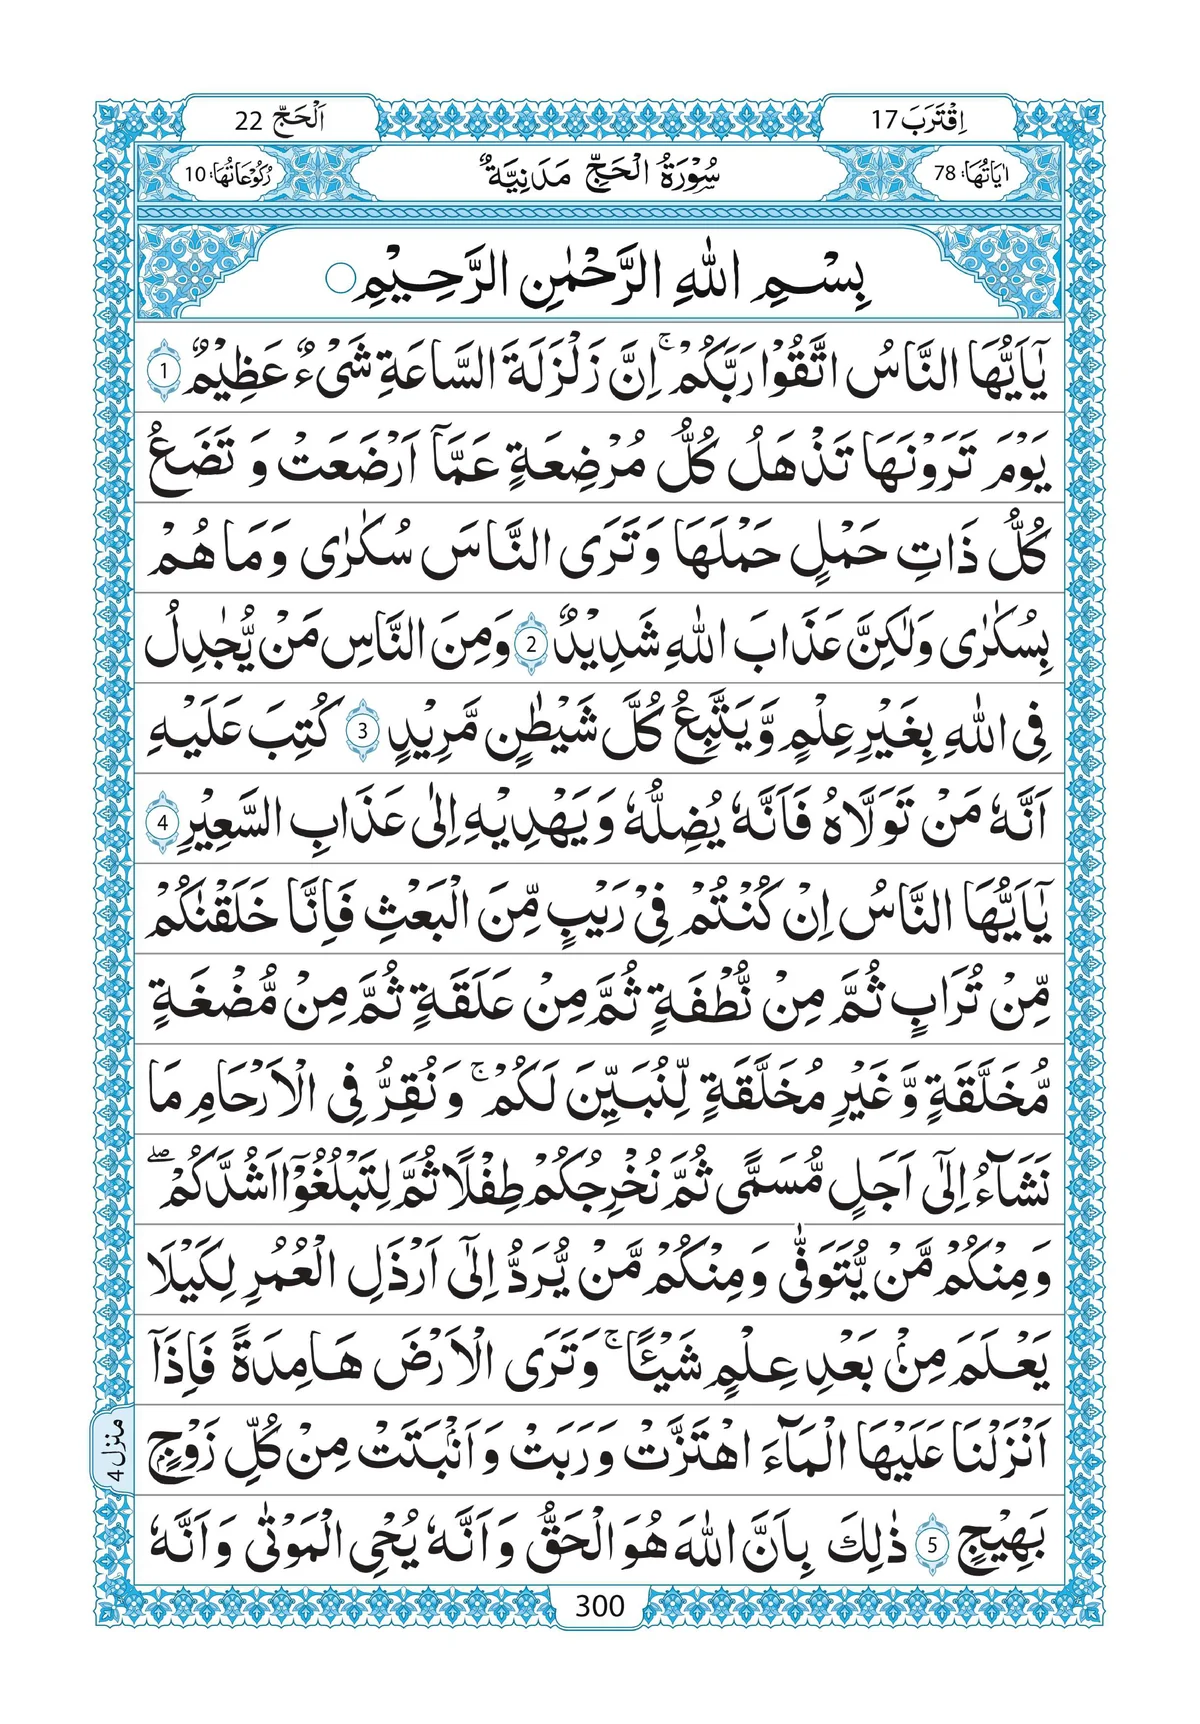 اِقْتَرَبَ 17
اَلْحَجّ 22
اٰيَاتُهَا: 78
سُوْرَةُ الْحَجِّ مَدَنِيَّةٌ
رُكُوْعَاتُهَا: 10
بِسْمِ اللّٰهِ الرَّحْمٰنِ الرَّحِيْمِ
يٰٓاَيُّهَا النَّاسُ اتَّقُوْا رَبَّكُمْ ۚ اِنَّ زَلْزَلَةَ السَّاعَةِ شَىْءٌ عَظِيْمٌ 1
يَوْمَ تَرَوْنَهَا تَذْهَلُ كُلُّ مُرْضِعَةٍ عَمَّآ اَرْضَعَتْ وَ تَضَعُ
كُلُّ ذَاتِ حَمْلٍ حَمْلَهَا وَتَرَى النَّاسَ سُكٰرٰى وَمَا هُمْ
بِسُكٰرٰى وَلٰكِنَّ عَذَابَ اللّٰهِ شَدِيْدٌ 2 وَمِنَ النَّاسِ مَنْ يُّجٰدِلُ
فِى اللّٰهِ بِغَيْرِ عِلْمٍ وَّيَتَّبِعُ كُلَّ شَيْطٰنٍ مَّرِيْدٍ 3 كُتِبَ عَلَيْهِ
اَنَّهٗ مَنْ تَوَلَّاهُ فَاَنَّهٗ يُضِلُّهٗ وَيَهْدِيْهِ اِلٰى عَذَابِ السَّعِيْرِ 4
يٰٓاَيُّهَا النَّاسُ اِنْ كُنْتُمْ فِىْ رَيْبٍ مِّنَ الْبَعْثِ فَاِنَّا خَلَقْنٰكُمْ
مِّنْ تُرَابٍ ثُمَّ مِنْ نُّطْفَةٍ ثُمَّ مِنْ عَلَقَةٍ ثُمَّ مِنْ مُّضْغَةٍ
مُّخَلَّقَةٍ وَّغَيْرِ مُخَلَّقَةٍ لِّنُبَيِّنَ لَكُمْ ۚ وَنُقِرُّ فِى الْاَرْحَامِ مَا
نَشَآءُ اِلٰٓى اَجَلٍ مُّسَمًّى ثُمَّ نُخْرِجُكُمْ طِفْلًا ثُمَّ لِتَبْلُغُوْٓا اَشُدَّكُمْ ۖ
وَمِنْكُمْ مَّنْ يُّتَوَفّٰى وَمِنْكُمْ مَّنْ يُّرَدُّ اِلٰٓى اَرْذَلِ الْعُمُرِ لِكَيْلَا
يَعْلَمَ مِنْۢ بَعْدِ عِلْمٍ شَيْـًٔا ۚ وَتَرَى الْاَرْضَ هَامِدَةً فَاِذَآ
اَنْزَلْنَا عَلَيْهَا الْمَآءَ اهْتَزَّتْ وَرَبَتْ وَاَنْۢبَتَتْ مِنْ كُلِّ زَوْجٍۢ
بَهِيْجٍ 5 ذٰلِكَ بِاَنَّ اللّٰهَ هُوَ الْحَقُّ وَاَنَّهٗ يُحْىِ الْمَوْتٰى وَاَنَّهٗ
منزل 4
300